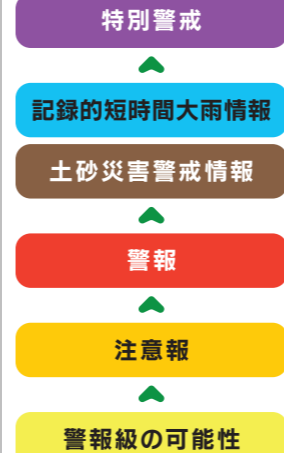 特別警戒
記録的短時間大雨情報
土砂災害警戒情報
警報
注意報
警報級の可能性